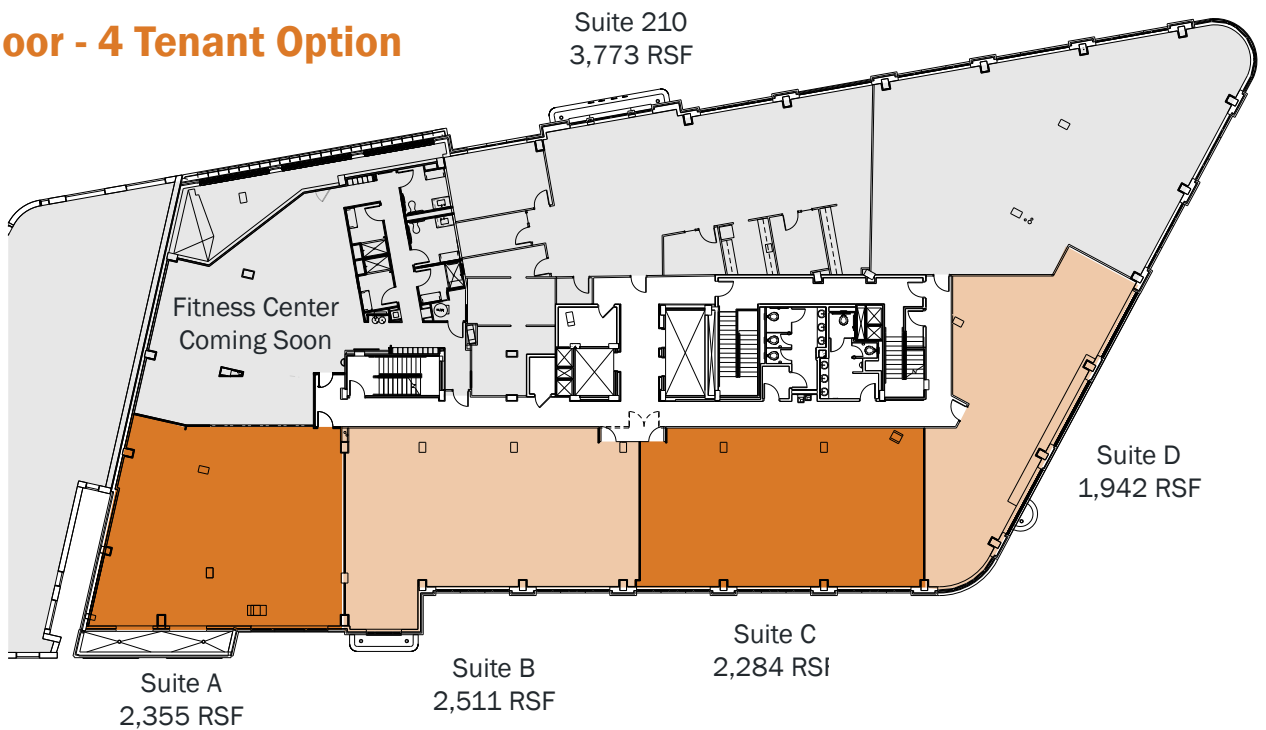 oor - 4 Tenant Option
Suite 210
3,773 RSF
Fitness Center
Coming Soon
Suite D
1,942 RSF
Suite C
2,284 RSF
Suite B
2,511 RSF
Suite A
2,355 RSF